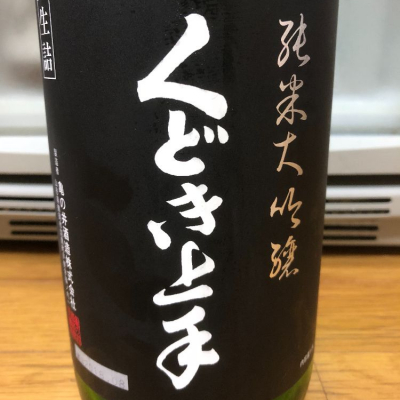 純米大吟醸
くどき上手
生詰
亀の井酒造株式会社